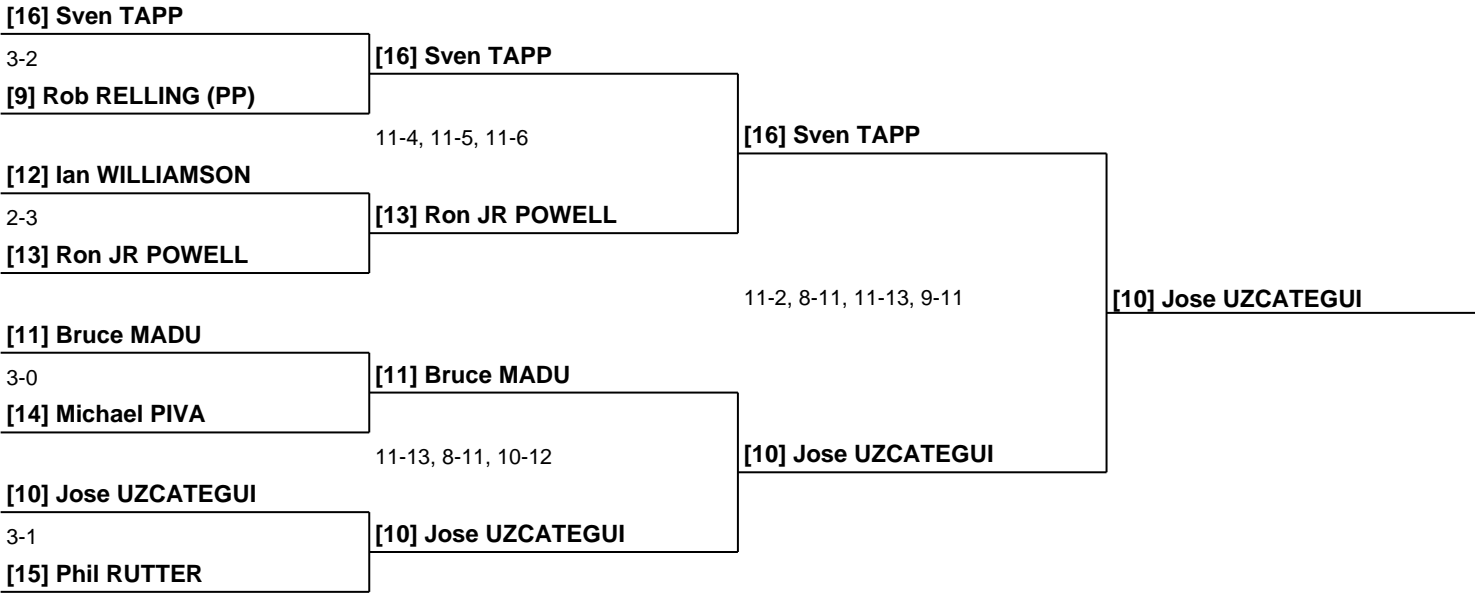 [16] Sven TAPP
3-2
[9] Rob RELLING (PP)
[12] Ian WILLIAMSON
2-3
[13] Ron JR POWELL
[11] Bruce MADU
3-0
[14] Michael PIVA
[10] Jose UZCATEGUI
3-1
[15] Phil RUTTER
[16] Sven TAPP
11-4, 11-5, 11-6
[13] Ron JR POWELL
[11] Bruce MADU
11-13, 8-11, 10-12
[10] Jose UZCATEGUI
[16] Sven TAPP
11-2, 8-11, 11-13, 9-11
[10] Jose UZCATEGUI
[10] Jose UZCATEGUI